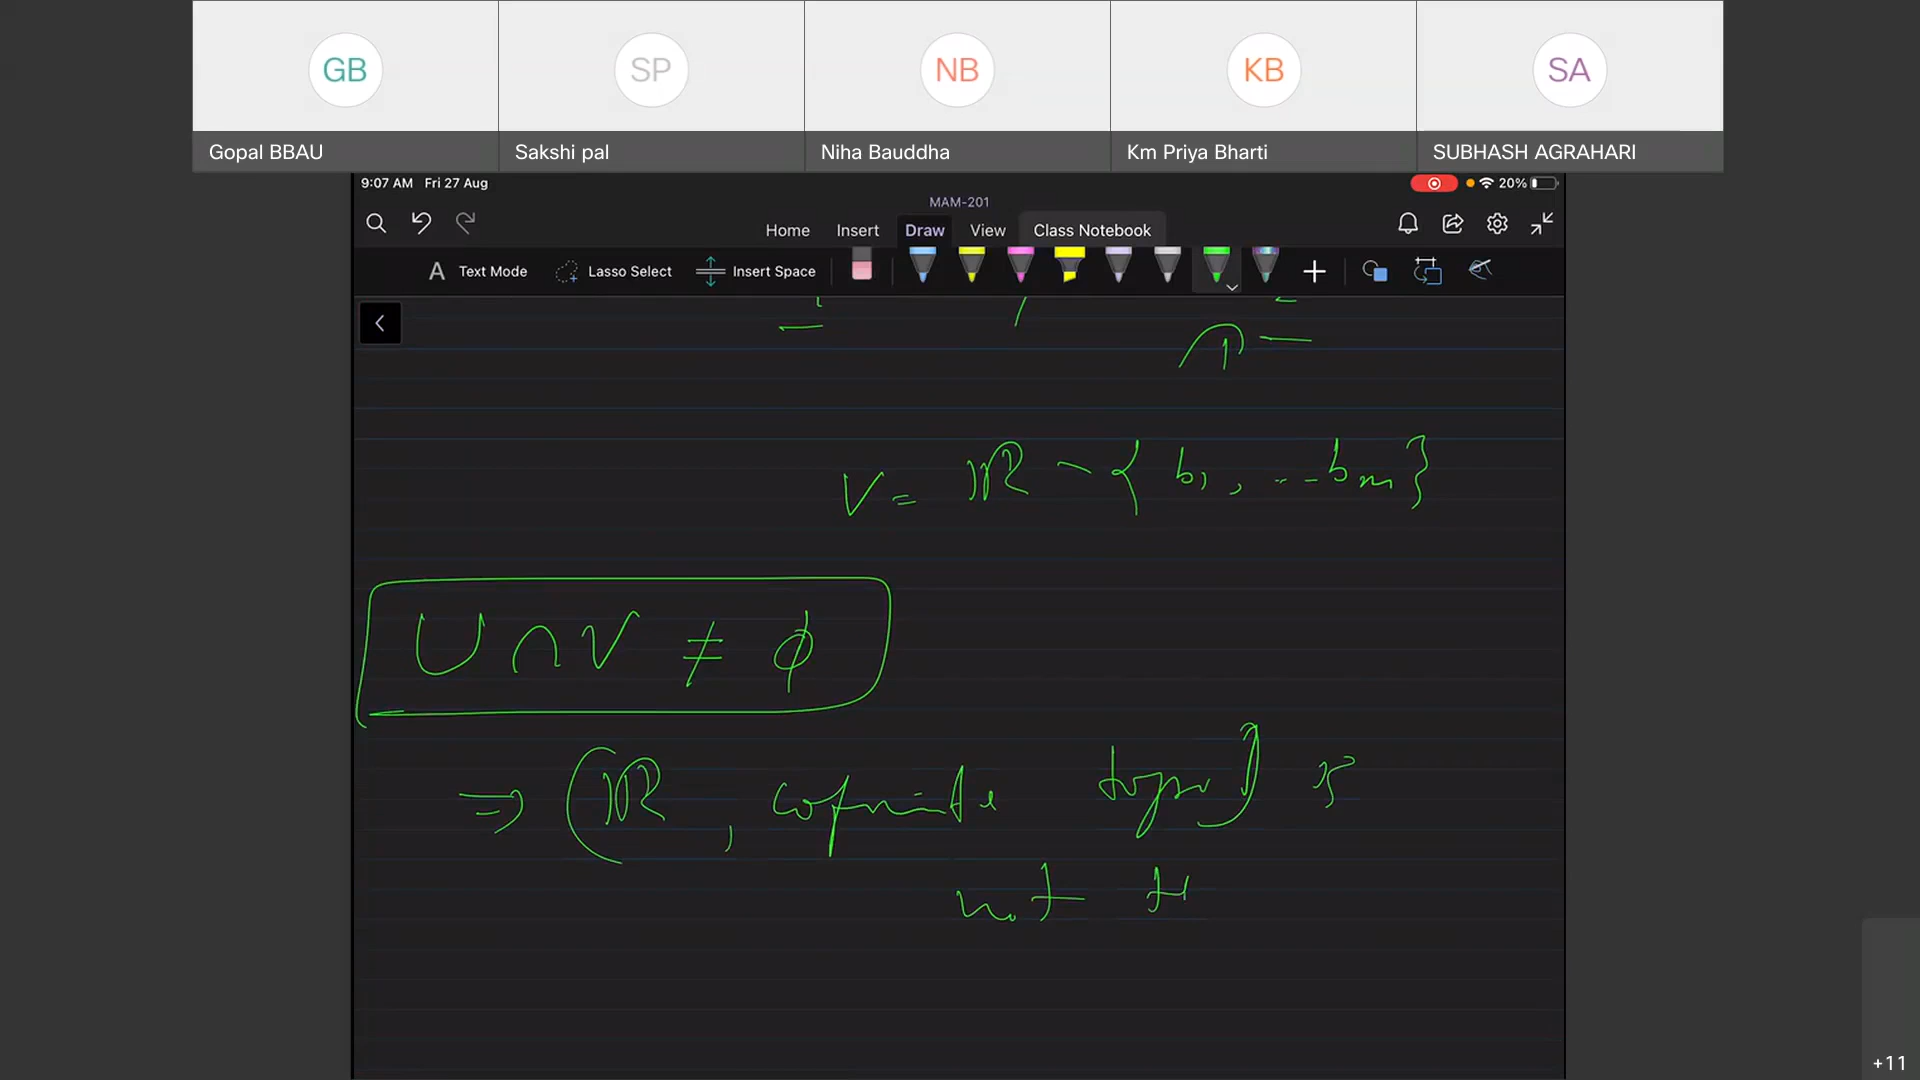 GB SP NB KB SA
Gopal BBAU Sakshi pal Niha Bauddha Km Priya Bharti SUBHASH AGRAHARI
9:07 AM Fri 27 Aug 20%
MAM-201
Home Insert Draw View Class Notebook
A Text Mode Lasso Select Insert Space
V = ℝ - { b1, ... bm }
U ∩ V ≠ ϕ
⇒ (ℝ, cofinite
not H
+11